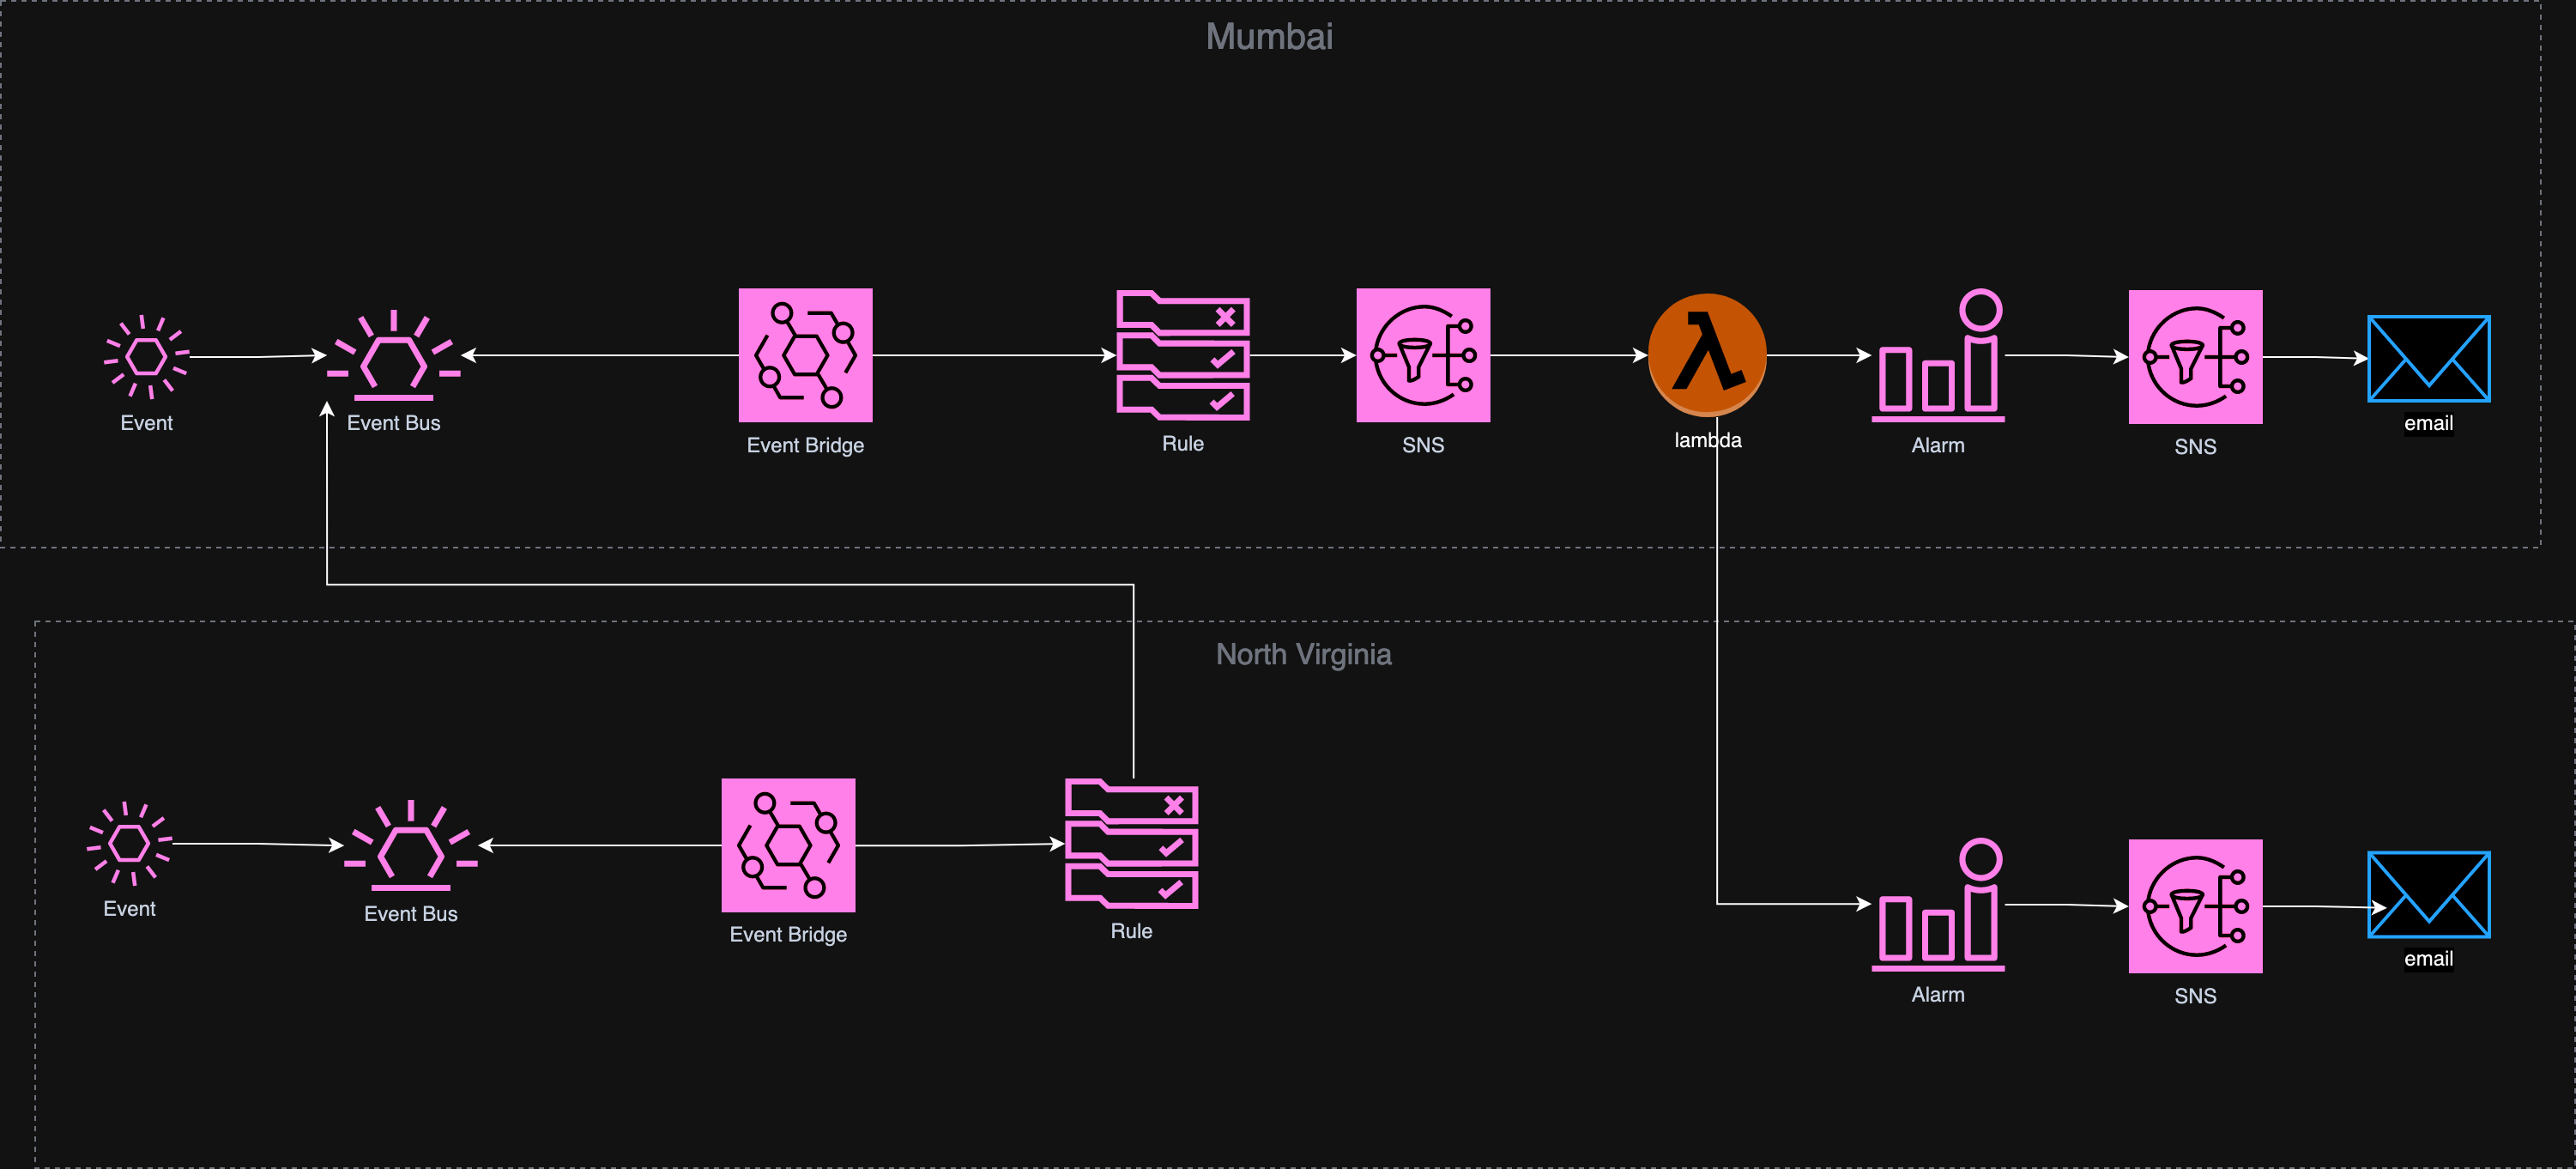 Mumbai
Event
Event Bus
Event Bridge
Rule
SNS
lambda
Alarm
SNS
email
North Virginia
Event
Event Bus
Event Bridge
Rule
Alarm
SNS
email